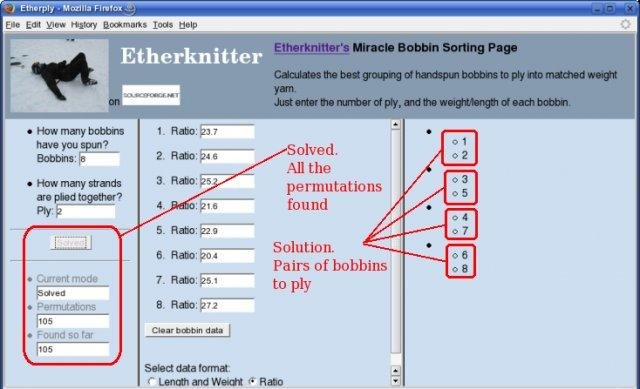 Etherply - Mozilla Firefox
File Edit View History Bookmarks Tools Help
Etherknitter
on SOURCEFORGE.NET
Etherknitter's Miracle Bobbin Sorting Page
Calculates the best grouping of handspun bobbins to ply into matched weight
yarn.
Just enter the number of ply, and the weight/length of each bobbin.
How many bobbins
have you spun?
Bobbins: 8
How many strands
are plied together?
Ply: 2
Solved
Current mode
Solved
Permutations
105
Found so far
105
1. Ratio: 23.7
2. Ratio: 24.6
3. Ratio: 25.2
4. Ratio: 21.6
5. Ratio: 22.9
6. Ratio: 20.4
7. Ratio: 25.1
8. Ratio: 27.2
Clear bobbin data
Select data format:
Length and Weight Ratio
Solved.
All the
permutations
found
Solution.
Pairs of bobbins
to ply
1
2
3
5
4
7
6
8